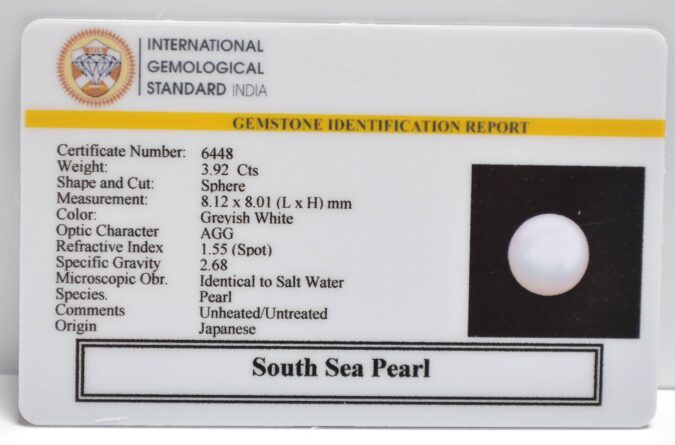 INTERNATIONAL
GEMOLOGICAL
STANDARD INDIA
GEMSTONE IDENTIFICATION REPORT
Certificate Number: 6448
Weight: 3.92 Cts
Shape and Cut: Sphere
Measurement: 8.12 x 8.01 (L x H) mm
Color: Greyish White
Optic Character AGG
Refractive Index 1.55 (Spot)
Specific Gravity 2.68
Microscopic Obr. Identical to Salt Water
Species. Pearl
Comments Unheated/Untreated
Origin Japanese
South Sea Pearl